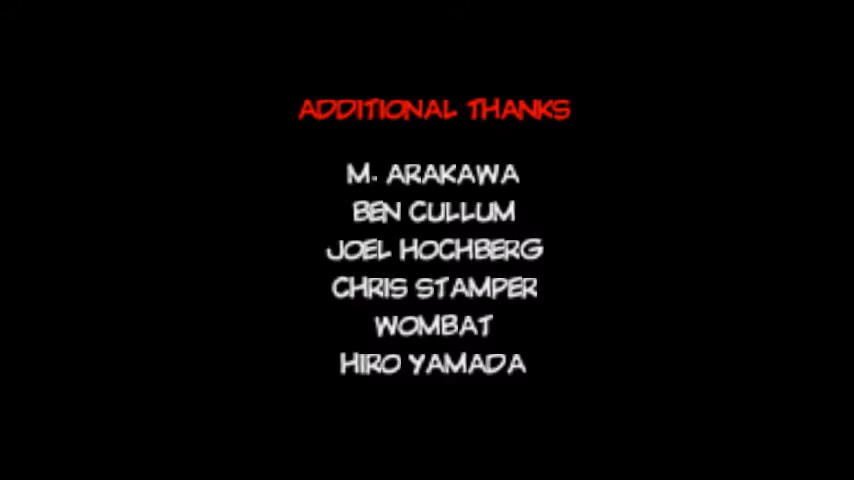 ADDITIONAL THANKS
M. ARAKAWA
BEN CULLUM
JOEL HOCHBERG
CHRIS STAMPER
WOMBAT
HIRO YAMADA